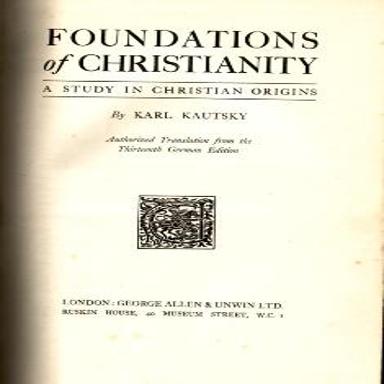 FOUNDATIONS
of CHRISTIANITY
A STUDY IN CHRISTIAN ORIGINS
By KARL KAUTSKY
Authorized Translation from the
Thirteenth German Edition
LONDON: GEORGE ALLEN & UNWIN LTD.
RUSKIN HOUSE, 40 MUSEUM STREET, W.C. 1